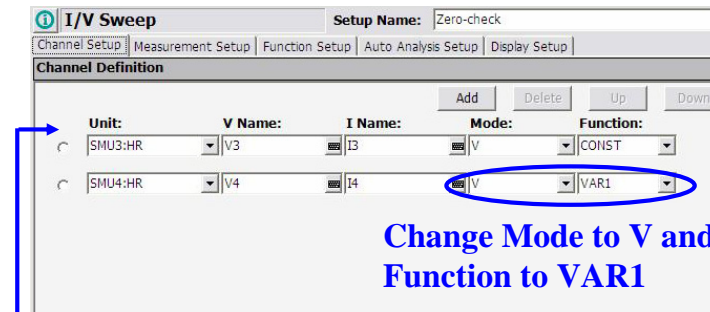 I/V Sweep Setup Name: Zero-check
Channel Setup Measurement Setup Function Setup Auto Analysis Setup Display Setup
Channel Definition
Add Delete Up Down
Unit: V Name: I Name: Mode: Function:
SMU3:HR V3 I3 V CONST
SMU4:HR V4 I4 V VAR1
Change Mode to V and
Function to VAR1